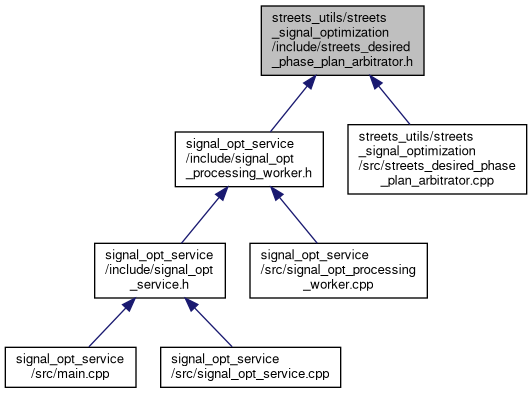 streets_utils/streets
_signal_optimization
/include/streets_desired
_phase_plan_arbitrator.h
signal_opt_service
/include/signal_opt
_processing_worker.h
streets_utils/streets
_signal_optimization
/src/streets_desired_phase
_plan_arbitrator.cpp
signal_opt_service
/include/signal_opt
_service.h
signal_opt_service
/src/signal_opt_processing
_worker.cpp
signal_opt_service
/src/main.cpp
signal_opt_service
/src/signal_opt_service.cpp